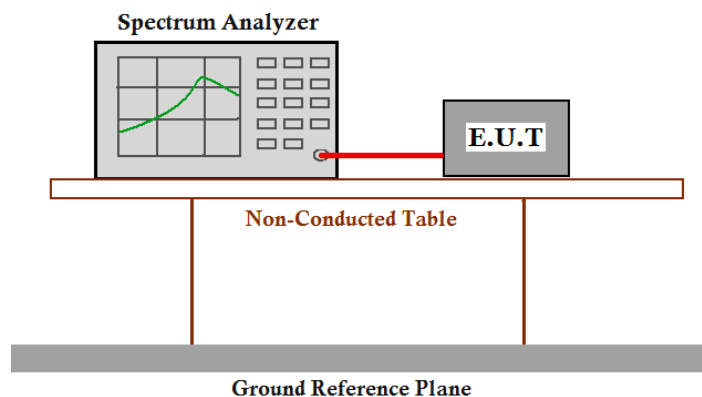 Spectrum Analyzer
E.U.T
Non-Conducted Table
Ground Reference Plane